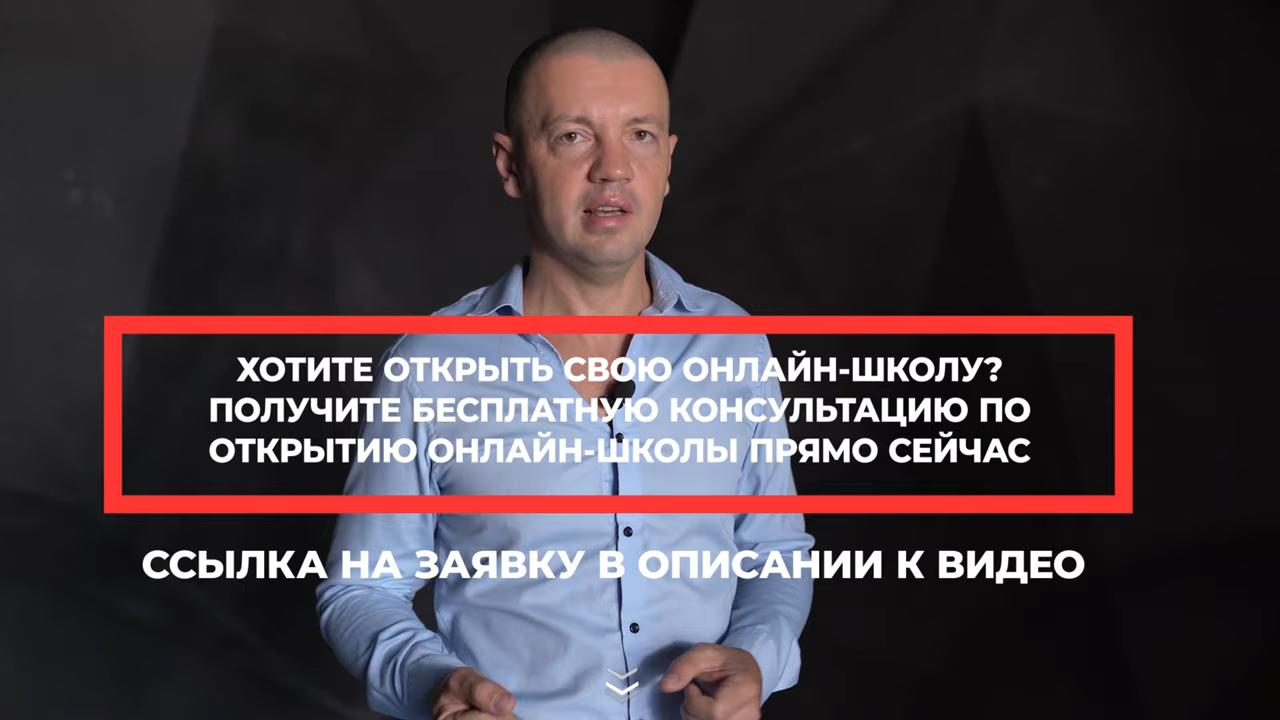 ХОТИТЕ ОТКРЫТЬ СВОЮ ОНЛАЙН-ШКОЛУ?
ПОЛУЧИТЕ БЕСПЛАТНУЮ КОНСУЛЬТАЦИЮ ПО
ОТКРЫТИЮ ОНЛАЙН-ШКОЛЫ ПРЯМО СЕЙЧАС
ССЫЛКА НА ЗАЯВКУ В ОПИСАНИИ К ВИДЕО